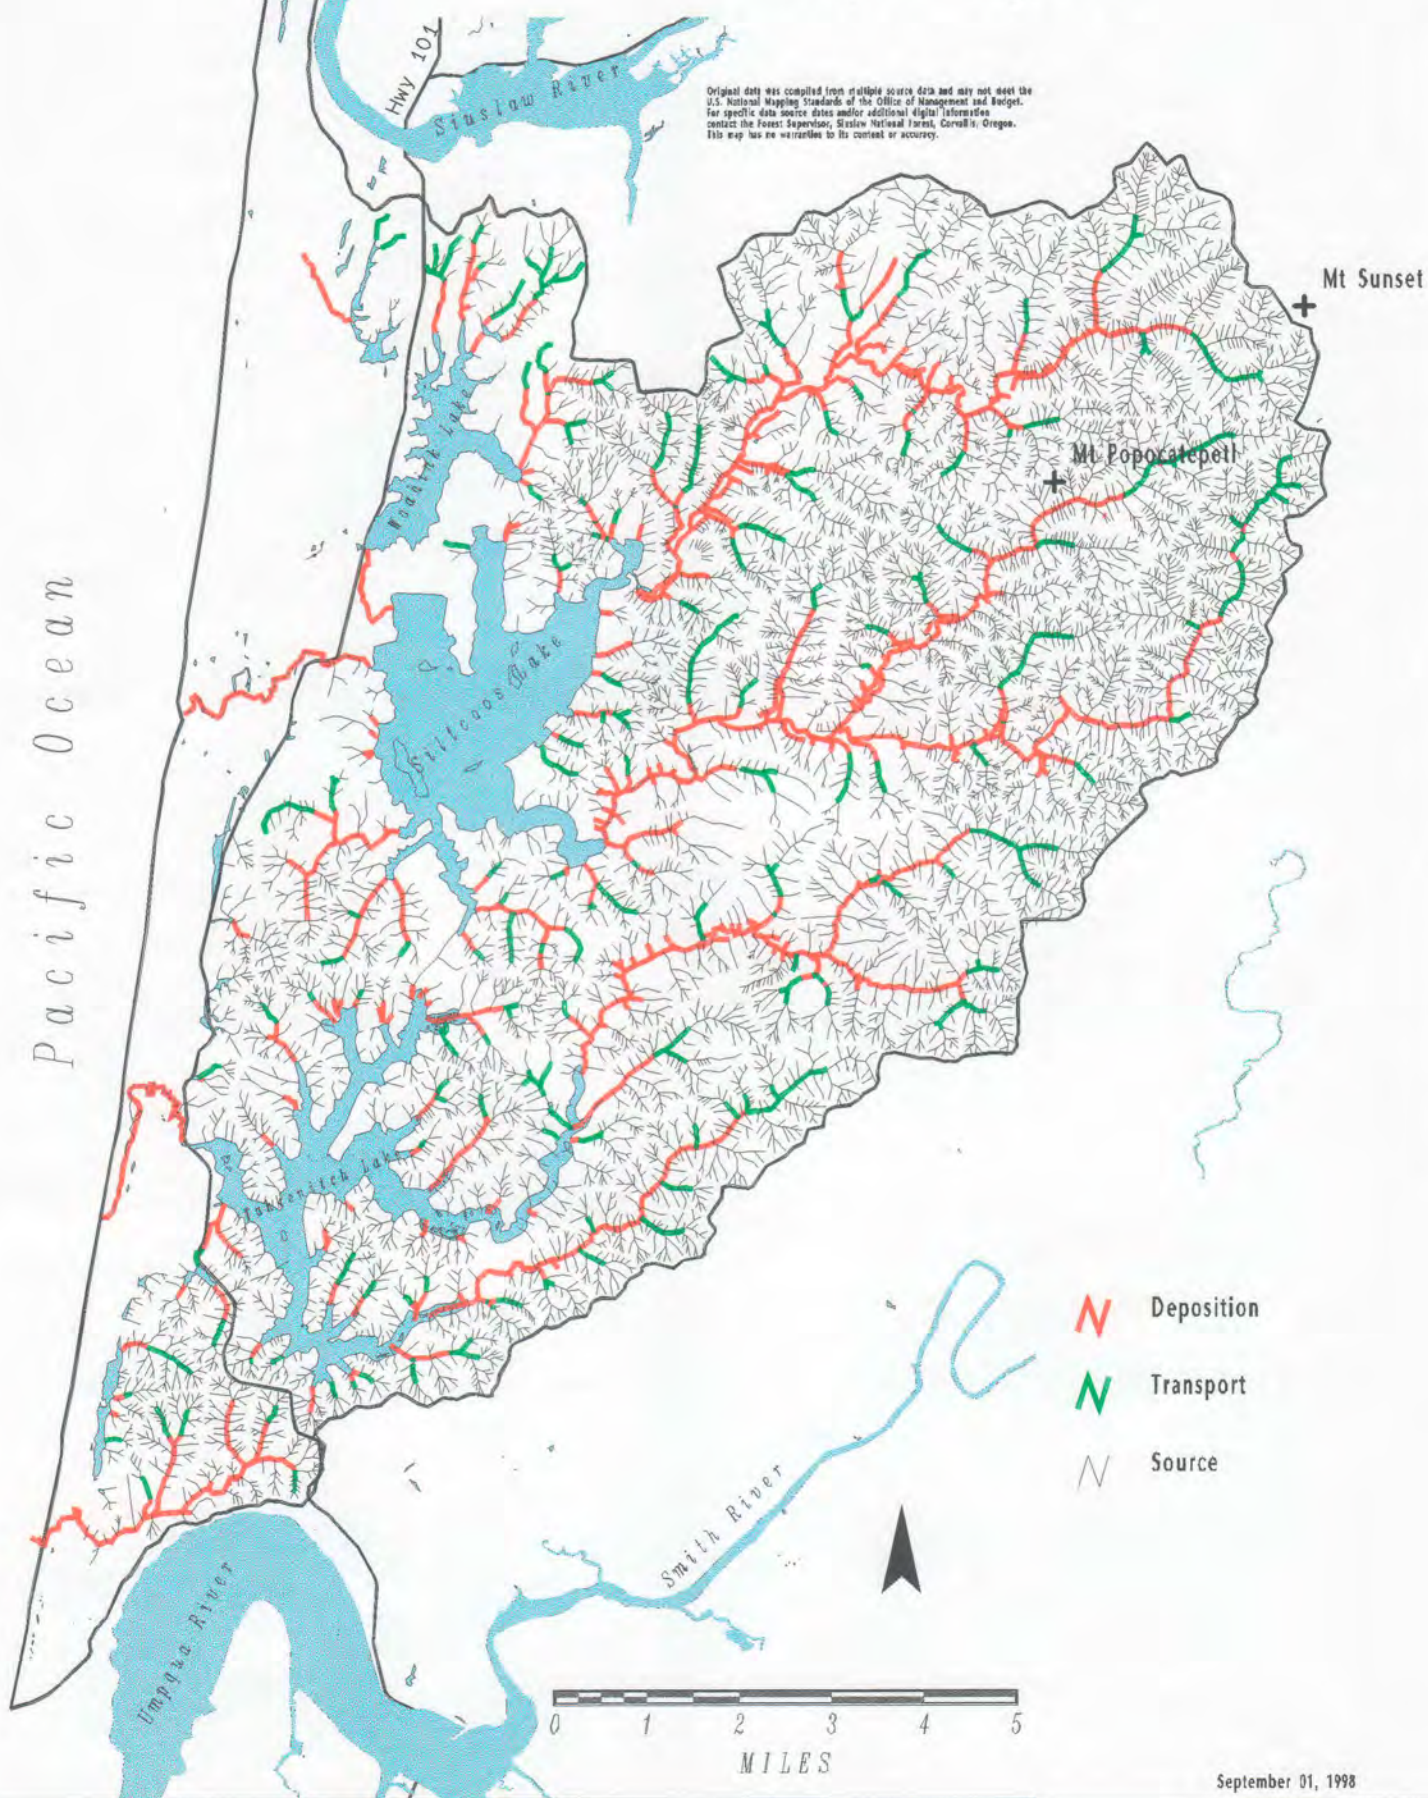 Hwy 101
Siuslaw River
Original data was compiled from multiple source data and may not meet the
U.S. National Mapping Standards of the Office of Management and Budget.
For specific data source dates and/or additional digital information
contact the Forest Supervisor, Siuslaw National Forest, Corvallis, Oregon.
This map has no warranties to its content or accuracy.
Mt Sunset
Mt Popocatepetl
Woahink Lake
Siltcoos Lake
Pacific Ocean
Tahkenitch Lake
Deposition
Transport
Source
Smith River
Umpqua River
0 1 2 3 4 5
MILES
September 01, 1998